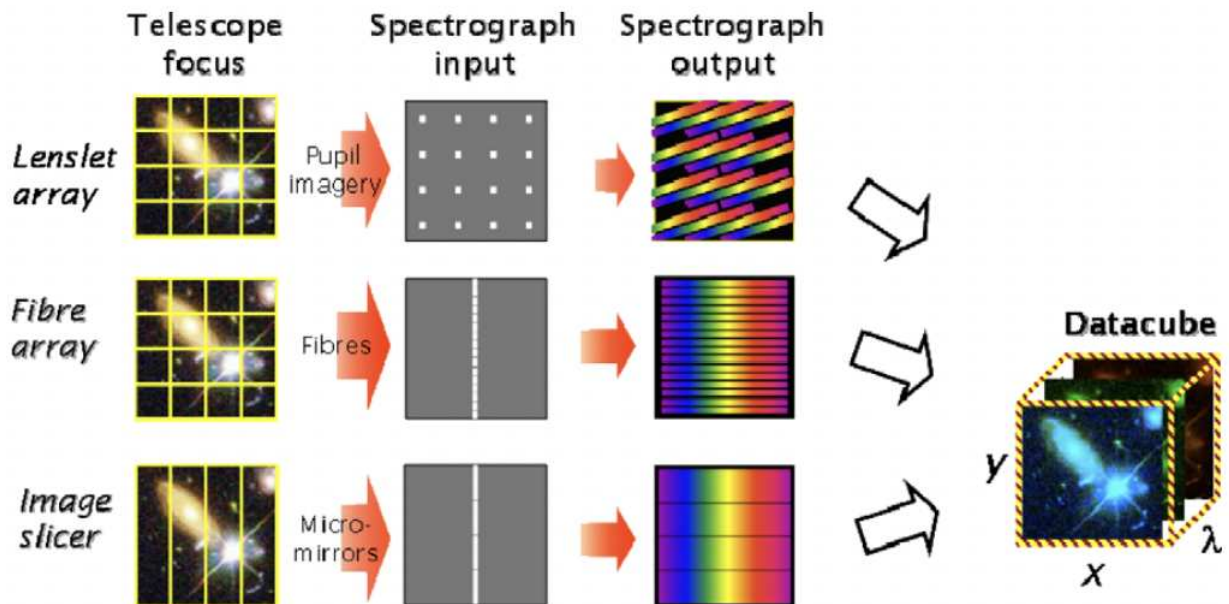 Telescope
focus
Spectrograph
input
Spectrograph
output
Lenslet
array
Pupil
imagery
Fibre
array
Fibres
Image
slicer
Micro-
mirrors
Datacube
y
λ
x